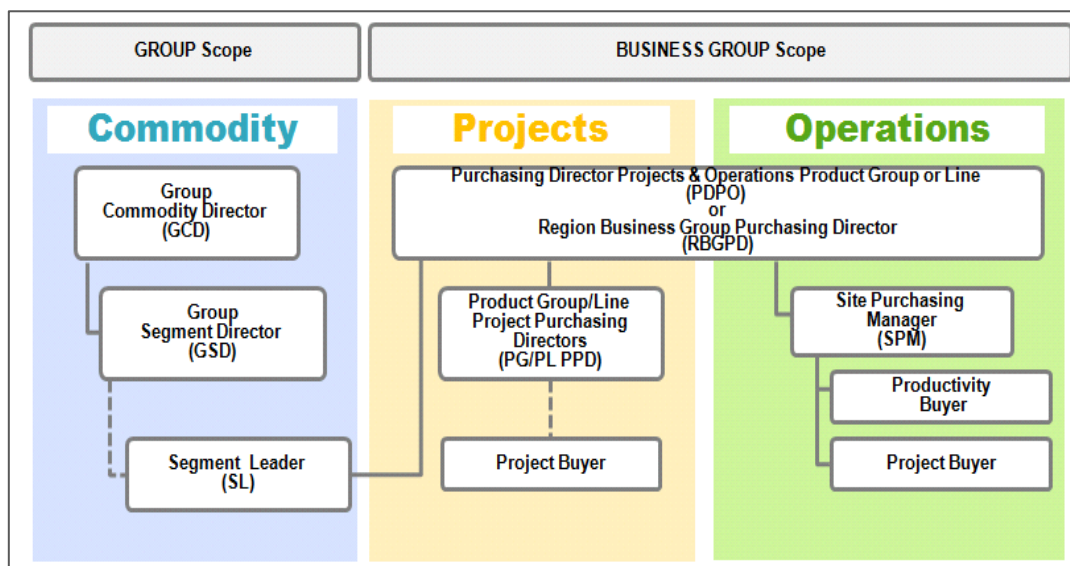 GROUP Scope
BUSINESS GROUP Scope
Commodity
Projects
Operations
Group
Commodity Director
(GCD)
Purchasing Director Projects & Operations Product Group or Line
(PDPO)
or
Region Business Group Purchasing Director
(RBGPD)
Group
Segment Director
(GSD)
Product Group/Line
Project Purchasing
Directors
(PG/PL PPD)
Site Purchasing
Manager
(SPM)
Productivity
Buyer
Segment Leader
(SL)
Project Buyer
Project Buyer